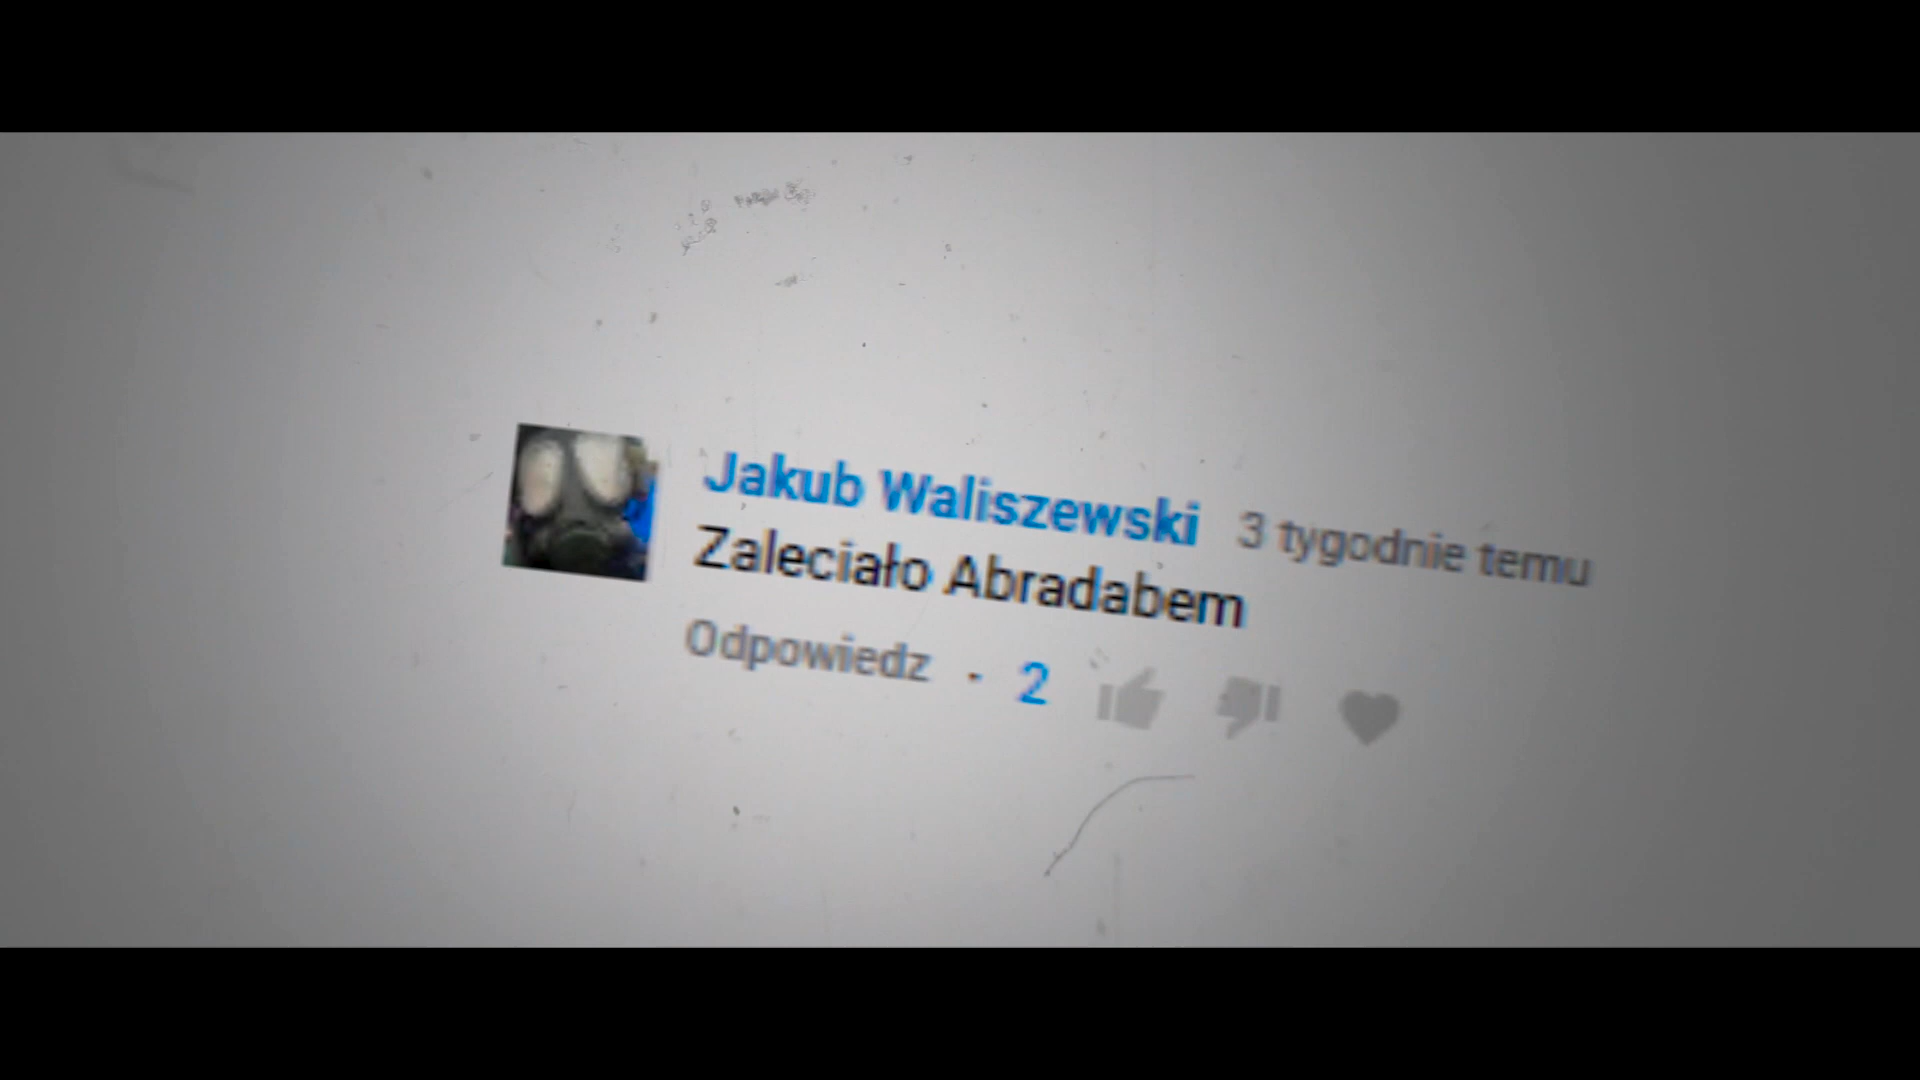 Jakub Waliszewski 3 tygodnie temu
Zaleciało Abradabem
Odpowiedz · 2